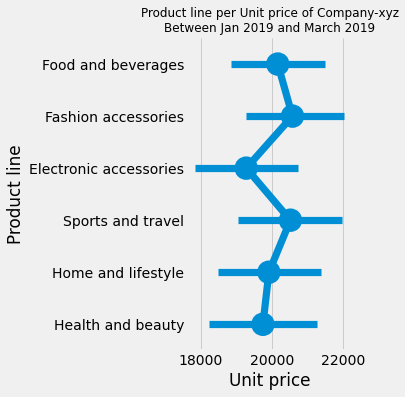 Product line per Unit price of Company-xyz
Between Jan 2019 and March 2019
Product line
Food and beverages
Fashion accessories
Electronic accessories
Sports and travel
Home and lifestyle
Health and beauty
18000 20000 22000
Unit price